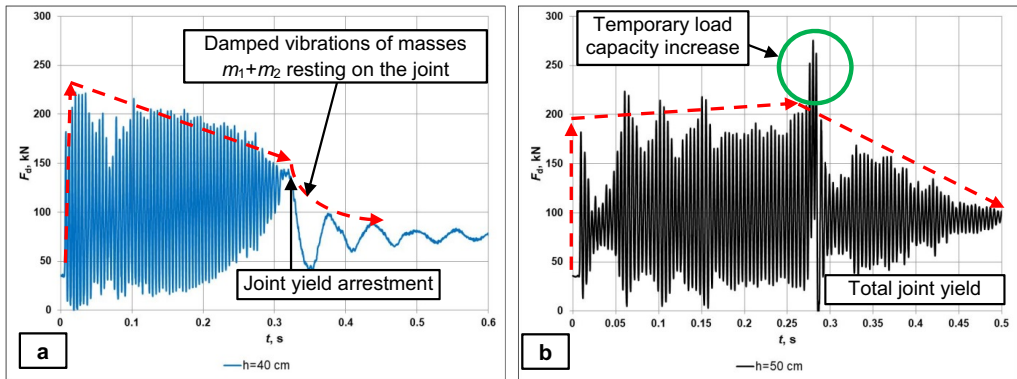 Damped vibrations of masses
m₁+m₂ resting on the joint
300
250
200
150
100
50
0
Fd, kN
Joint yield arrestment
0 0.1 0.2 0.3 0.4 0.5 0.6
t, s
a
h=40 cm
Temporary load
capacity increase
300
250
200
150
100
50
0
Fd, kN
Total joint yield
0 0.05 0.1 0.15 0.2 0.25 0.3 0.35 0.4 0.45 0.5
t, s
b
h=50 cm